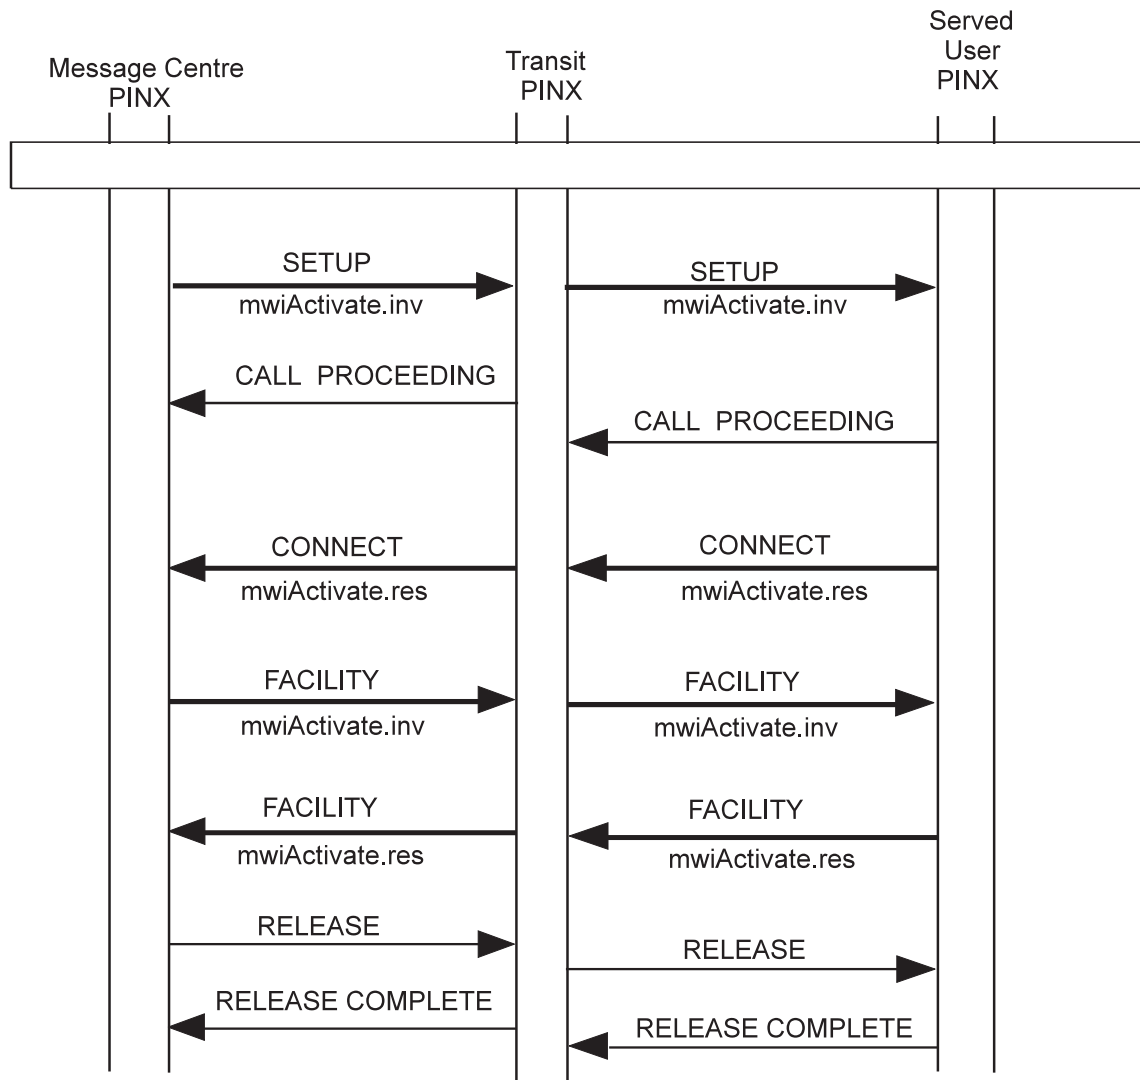 Message Centre
PINX
Transit
PINX
Served
User
PINX
SETUP
mwiActivate.inv
SETUP
mwiActivate.inv
CALL PROCEEDING
CALL PROCEEDING
CONNECT
mwiActivate.res
CONNECT
mwiActivate.res
FACILITY
mwiActivate.inv
FACILITY
mwiActivate.inv
FACILITY
mwiActivate.res
FACILITY
mwiActivate.res
RELEASE
RELEASE
RELEASE COMPLETE
RELEASE COMPLETE